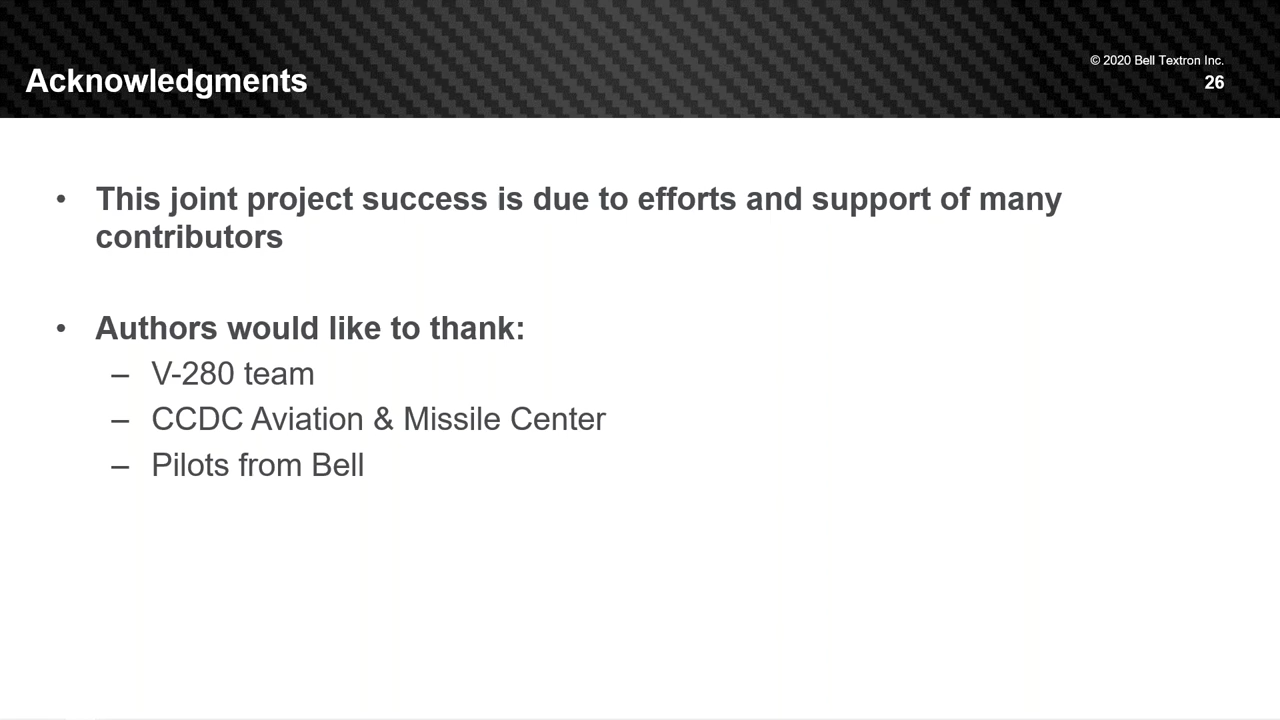 Acknowledgments
© 2020 Bell Textron Inc.
26
• This joint project success is due to efforts and support of many
contributors
• Authors would like to thank:
– V-280 team
– CCDC Aviation & Missile Center
– Pilots from Bell